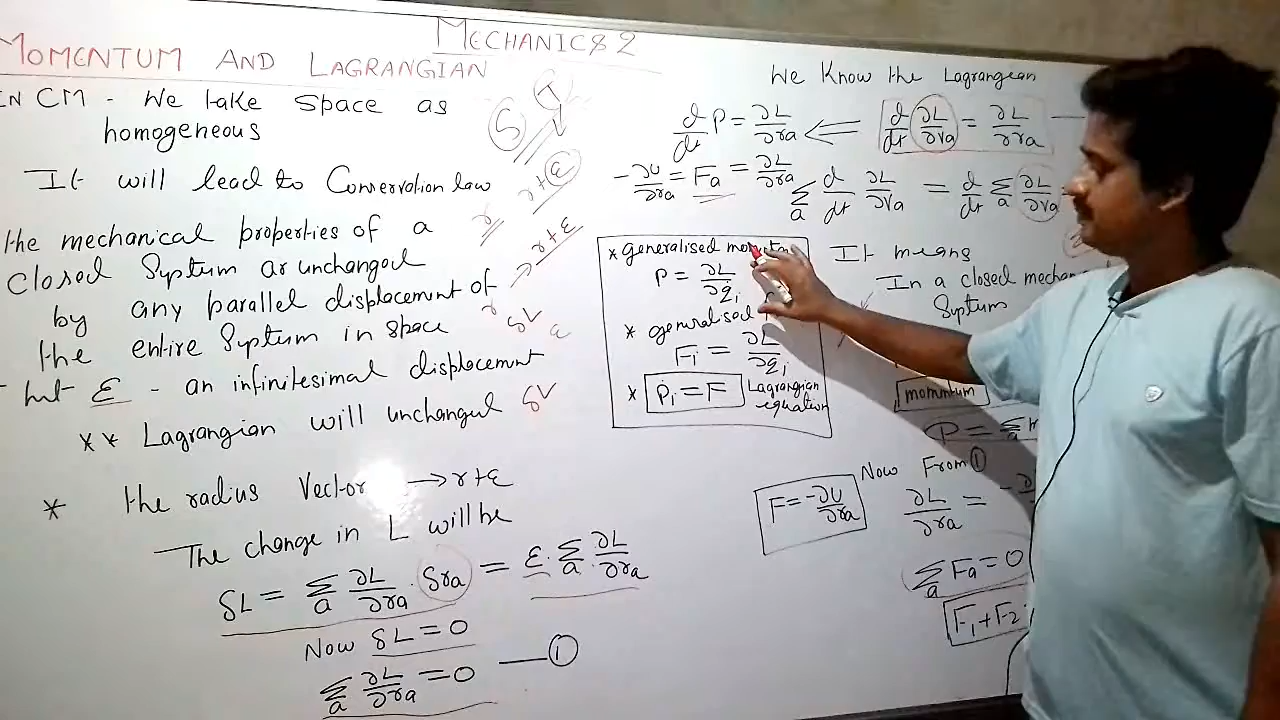 MECHANICS 2
MOMENTUM AND LAGRANGIAN
IN CM - We take space as
homogeneous
It will lead to Conservation law
the mechanical properties of a
closed System ar unchanged
by any parallel displacement of
the entire System in space
but ε - an infinitesimal displacement
** Lagrangian will unchanged δV
* the radius Vector → r+ε
The change in L will be
δL = Σa ∂L/∂ra · δra = ε · Σa · ∂L/∂ra
Now δL = 0
Σa ∂L/∂ra = 0 — ①
S
r r+ε
r → r+ε
δV ε
We Know the Lagrangean
d/dt P = ∂L/∂ra ⇐ d/dt ∂L/∂va = ∂L/∂ra —
-∂U/∂ra = Fa = ∂L/∂ra
Σa d/dt ∂L/∂va = d/dt Σa ∂L/∂va =
* generalised
P = ∂L/∂q̇i
* generalised
Fi = ∂L/∂qi
* ṗi = F Lagrangian
equation
It means
In a closed
System
momentum
P = Σa
Now From ①
F = -∂U/∂ra
∂L/∂ra =
Σa Fa = 0
F1+F2